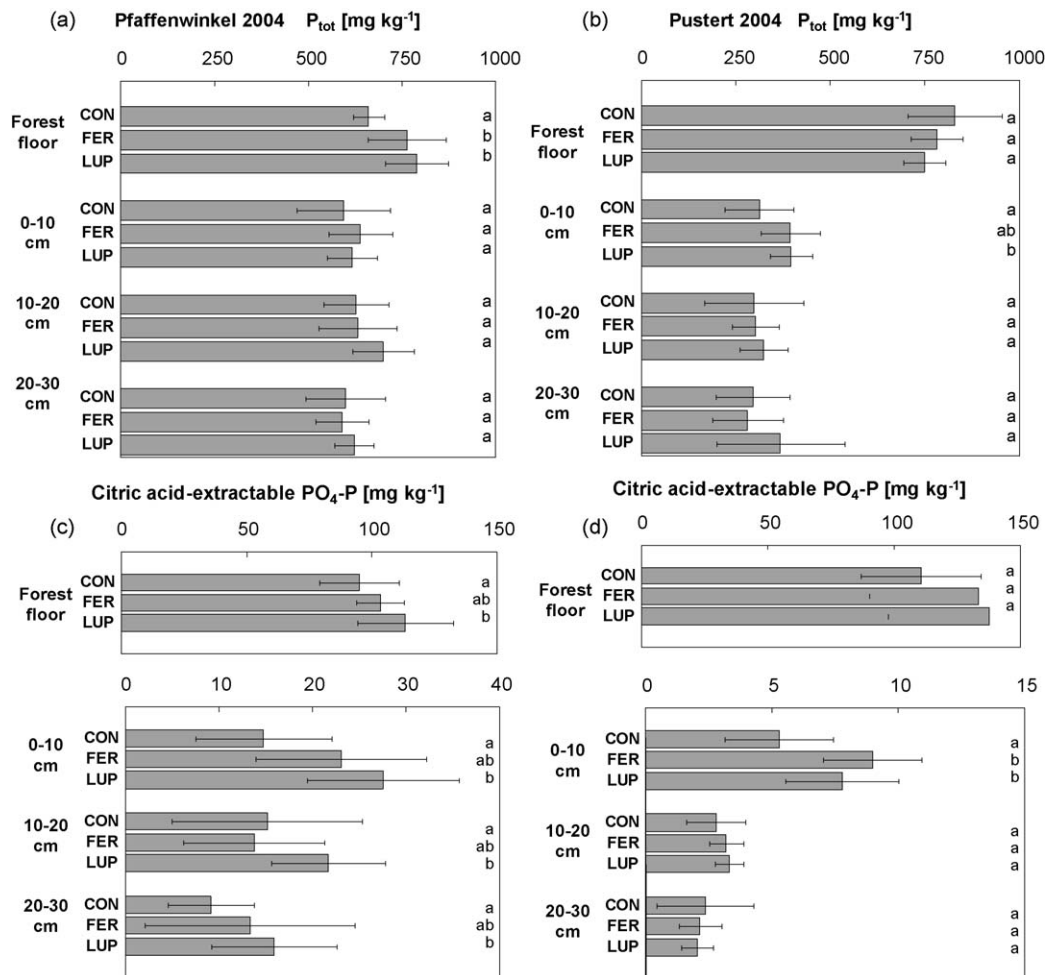 (a) Pfaffenwinkel 2004 P_tot [mg kg⁻¹]
0 250 500 750 1000
Forest floor
CON a
FER b
LUP b
0-10 cm
CON a
FER a
LUP a
10-20 cm
CON a
FER a
LUP a
20-30 cm
CON a
FER a
LUP a
(b) Pustert 2004 P_tot [mg kg⁻¹]
0 250 500 750 1000
Forest floor
CON a
FER a
LUP a
0-10 cm
CON a
FER ab
LUP b
10-20 cm
CON a
FER a
LUP a
20-30 cm
CON a
FER a
LUP a
Citric acid-extractable PO₄-P [mg kg⁻¹]
(c) 0 50 100 150
Forest floor
CON a
FER ab
LUP b
0 10 20 30 40
0-10 cm
CON a
FER ab
LUP b
10-20 cm
CON a
FER ab
LUP b
20-30 cm
CON a
FER ab
LUP b
Citric acid-extractable PO₄-P [mg kg⁻¹]
0 50 100 150
(d)
Forest floor
CON a
FER a
LUP a
0 5 10 15
0-10 cm
CON a
FER b
LUP b
10-20 cm
CON a
FER a
LUP a
20-30 cm
CON a
FER a
LUP a